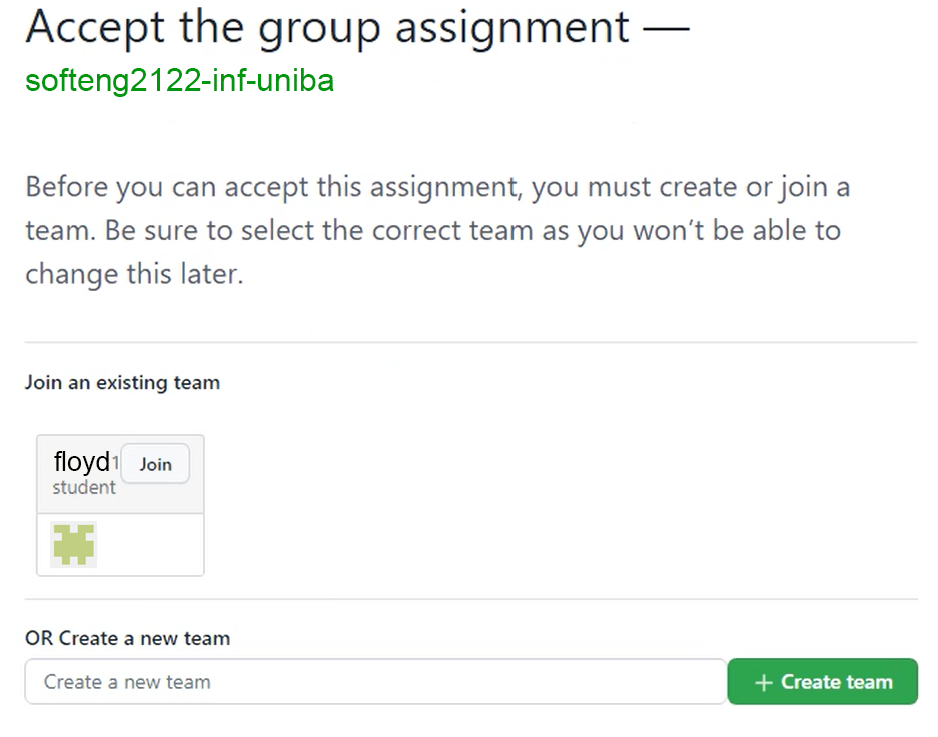 Accept the group assignment —
softeng2122-inf-uniba
Before you can accept this assignment, you must create or join a
team. Be sure to select the correct team as you won’t be able to
change this later.
Join an existing team
floyd 1 Join
student
OR Create a new team
Create a new team + Create team